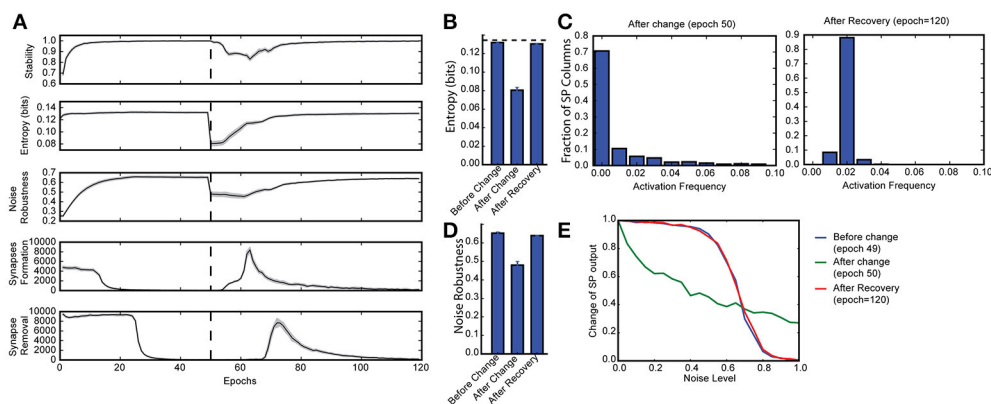 A
Stability
1.0
0.9
0.8
0.7
0.6
Entropy (bits)
0.14
0.12
0.10
0.08
Noise
Robustness
0.7
0.6
0.5
0.4
0.3
0.2
Synapses
Formation
10000
8000
6000
4000
2000
0
Synapse
Removal
10000
8000
6000
4000
2000
0
0 20 40 60 80 100 120
Epochs
B
Entropy (bits)
0.12
0.10
0.08
0.06
0.04
0.02
0.00
Before Change
After Change
After Recovery
C
After change (epoch 50)
Fraction of SP Columns
0.8
0.7
0.6
0.5
0.4
0.3
0.2
0.1
0.0
0.00 0.02 0.04 0.06 0.08 0.10
Activation Frequency
After Recovery (epoch=120)
0.9
0.8
0.7
0.6
0.5
0.4
0.3
0.2
0.1
0.0
0.00 0.02 0.04 0.06 0.08 0.10
Activation Frequency
D
Noise Robustness
0.6
0.4
0.2
0.0
Before Change
After Change
After Recovery
E
Change of SP output
1.0
0.8
0.6
0.4
0.2
0.0
0.0 0.2 0.4 0.6 0.8 1.0
Noise Level
Before change
(epoch 49)
After change
(epoch 50)
After Recovery
(epoch=120)